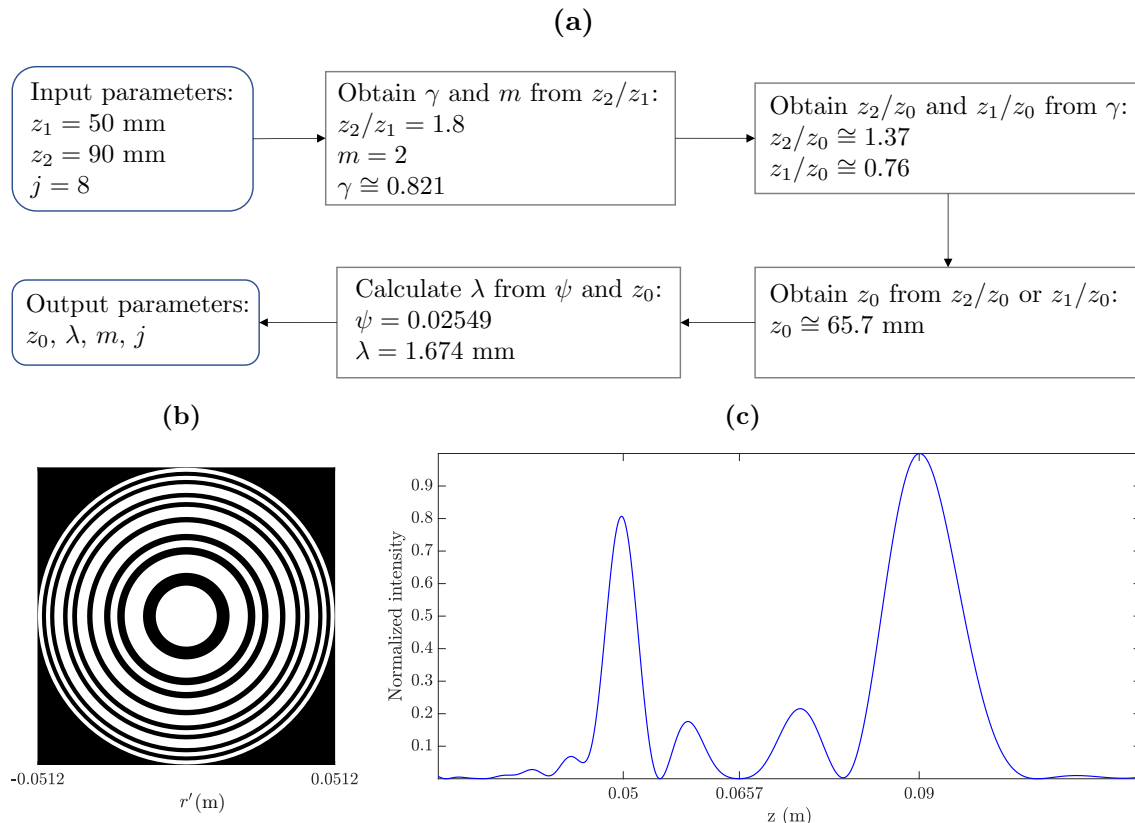 (a)
Input parameters:
z₁ = 50 mm
z₂ = 90 mm
j = 8
Obtain γ and m from z₂/z₁:
z₂/z₁ = 1.8
m = 2
γ ≅ 0.821
Obtain z₂/z₀ and z₁/z₀ from γ:
z₂/z₀ ≅ 1.37
z₁/z₀ ≅ 0.76
Obtain z₀ from z₂/z₀ or z₁/z₀:
z₀ ≅ 65.7 mm
Calculate λ from ψ and z₀:
ψ = 0.02549
λ = 1.674 mm
Output parameters:
z₀, λ, m, j
(b)
-0.0512
0.0512
r′(m)
(c)
Normalized intensity
0.9
0.8
0.7
0.6
0.5
0.4
0.3
0.2
0.1
0.05
0.0657
0.09
z (m)